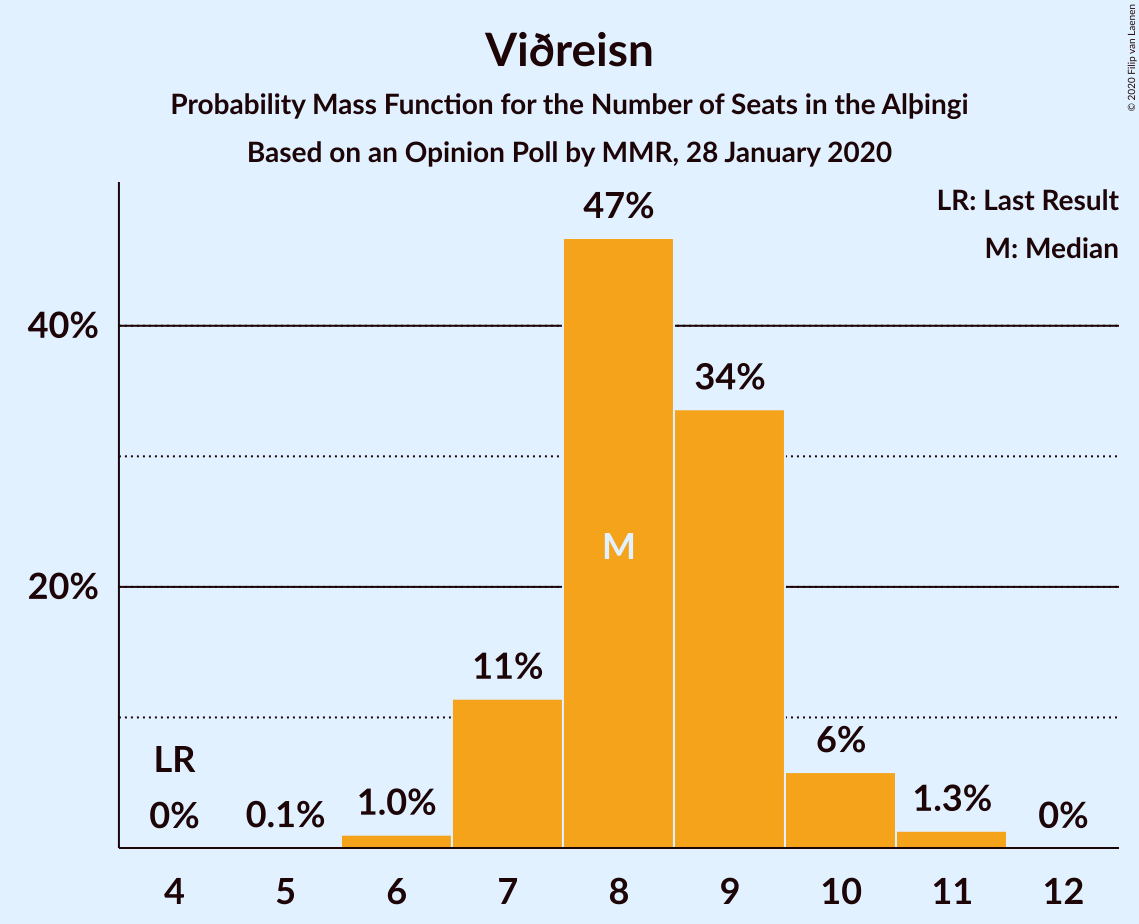 Viðreisn
Probability Mass Function for the Number of Seats in the Alþingi
Based on an Opinion Poll by MMR, 28 January 2020
© 2020 Filip van Laenen
LR: Last Result
M: Median
47%
40%
34%
M
20%
11%
LR
6%
0%
0.1%
1.0%
1.3%
0%
4 5 6 7 8 9 10 11 12